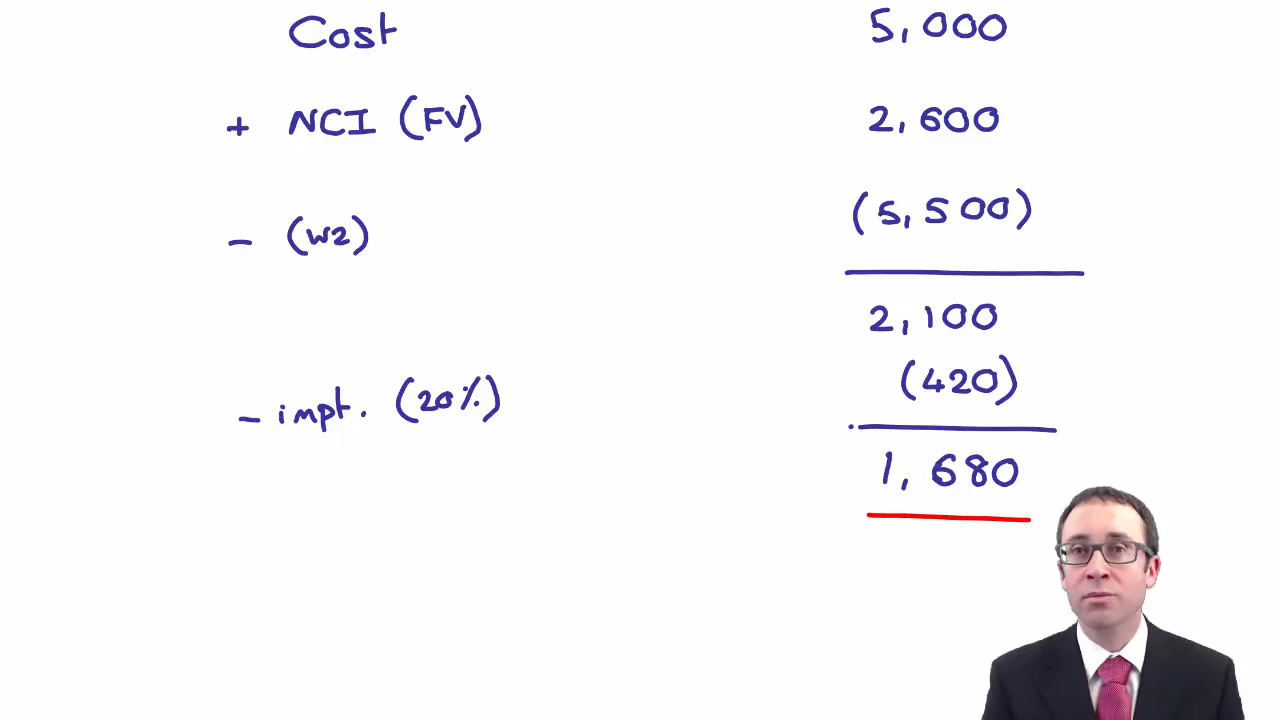 Cost 5,000
+ NCI (FV) 2,600
- (W2) (5,500)
2,100
- impt. (20%) (420)
1,680